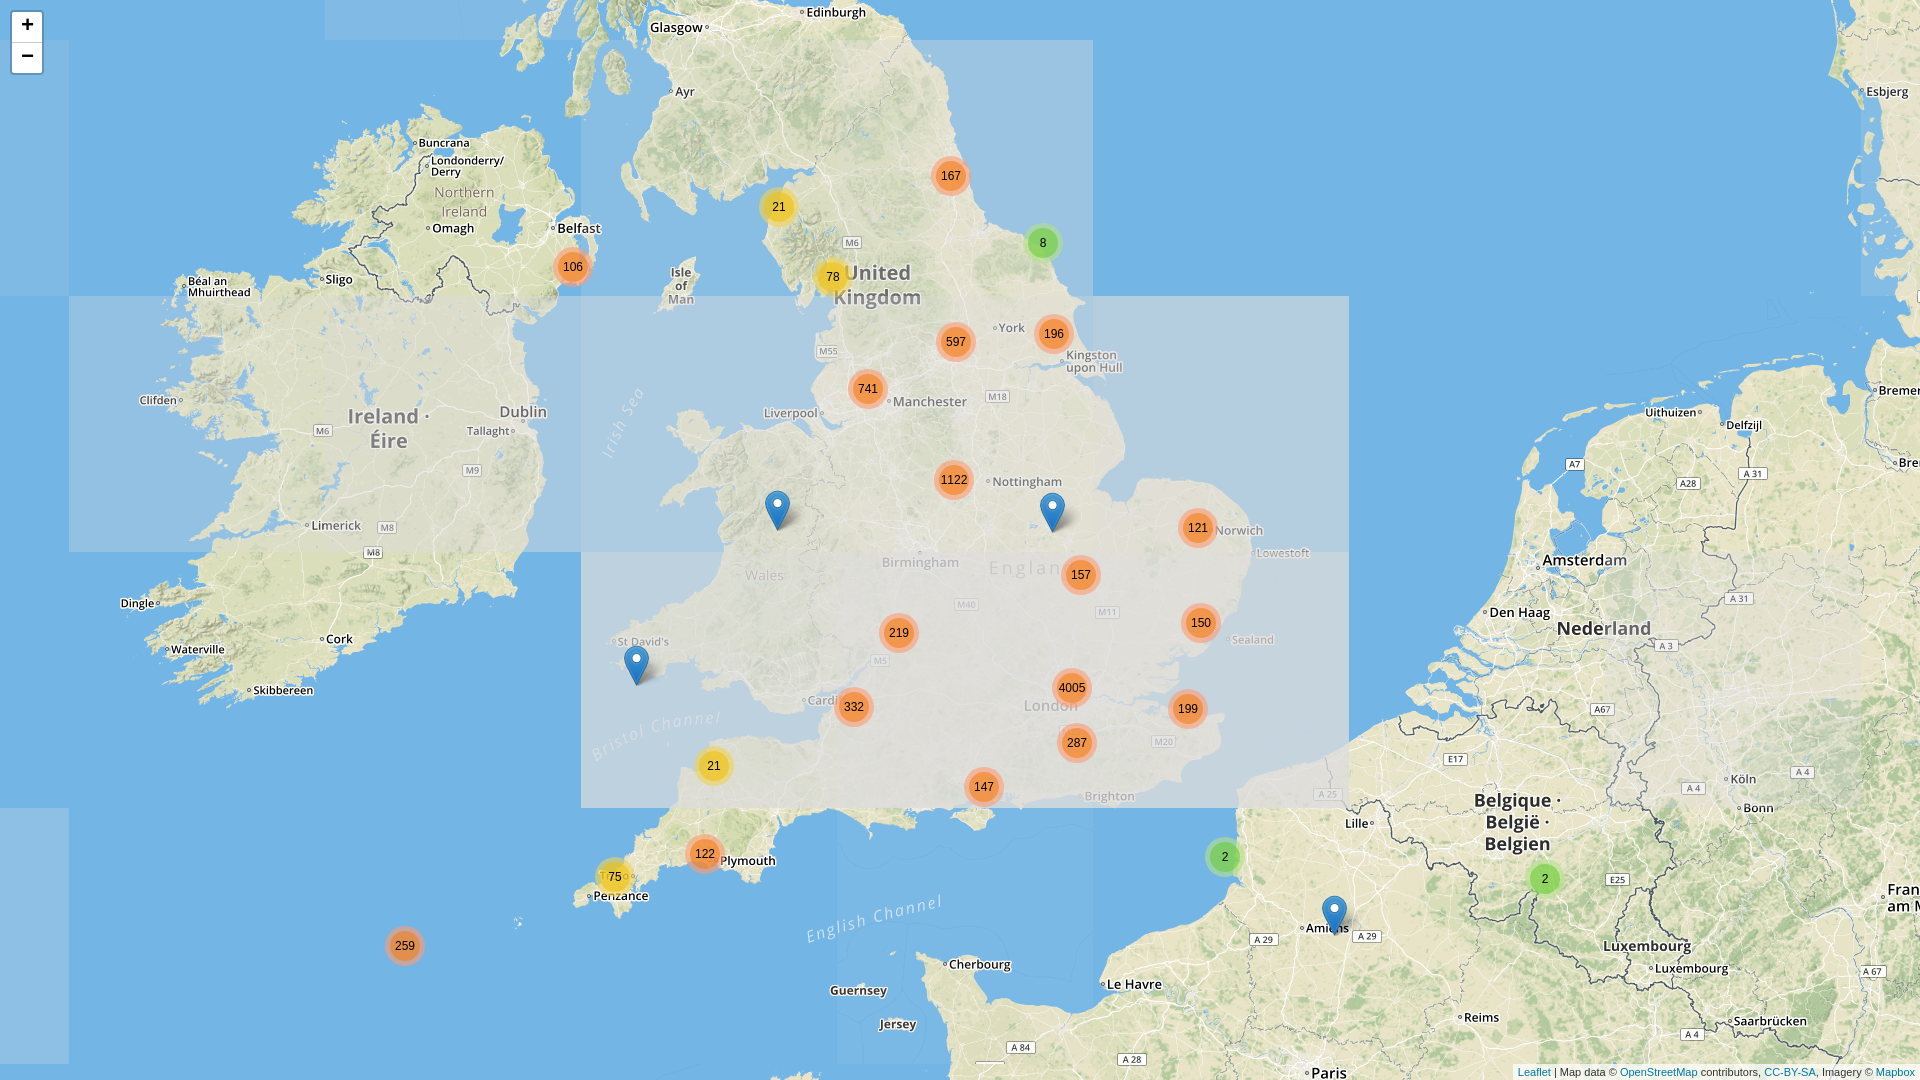 +
−
Glasgow
Edinburgh
Ayr
Esbjerg
Buncrana
Londonderry/
Derry
Northern
Ireland
Omagh
Belfast
106
Sligo
Béal an
Mhuirthead
Isle
of
Man
167
21
M6
8
78
United
Kingdom
York
196
597
Kingston
upon Hull
M55
741
Manchester
M18
Liverpool
Irish Sea
Clifden
Ireland ·
Éire
M6
Dublin
Tallaght
M9
Limerick
M8
M8
1122
Nottingham
121
Norwich
Lowestoft
Birmingham
Wales
157
M40
M11
219
150
Sealand
St David's
M5
332
4005
London
199
287
M20
Bristol Channel
21
147
Brighton
Dingle
Cork
Waterville
Skibbereen
122
Plymouth
75
Penzance
259
English Channel
Guernsey
Jersey
Cherbourg
Le Havre
A 84
A 28
A 29
A 29
2
A 25
Lille
Paris
Reims
Uithuizen
Delfzijl
A7
A28
A 31
Amsterdam
Den Haag
Nederland
A 31
A 3
A67
E17
Belgique ·
België ·
Belgien
2
E25
Köln
Bonn
A 4
A 4
Luxembourg
Luxembourg
A 67
Saarbrücken
A 4
Leaflet | Map data © OpenStreetMap contributors, CC-BY-SA, Imagery © Mapbox